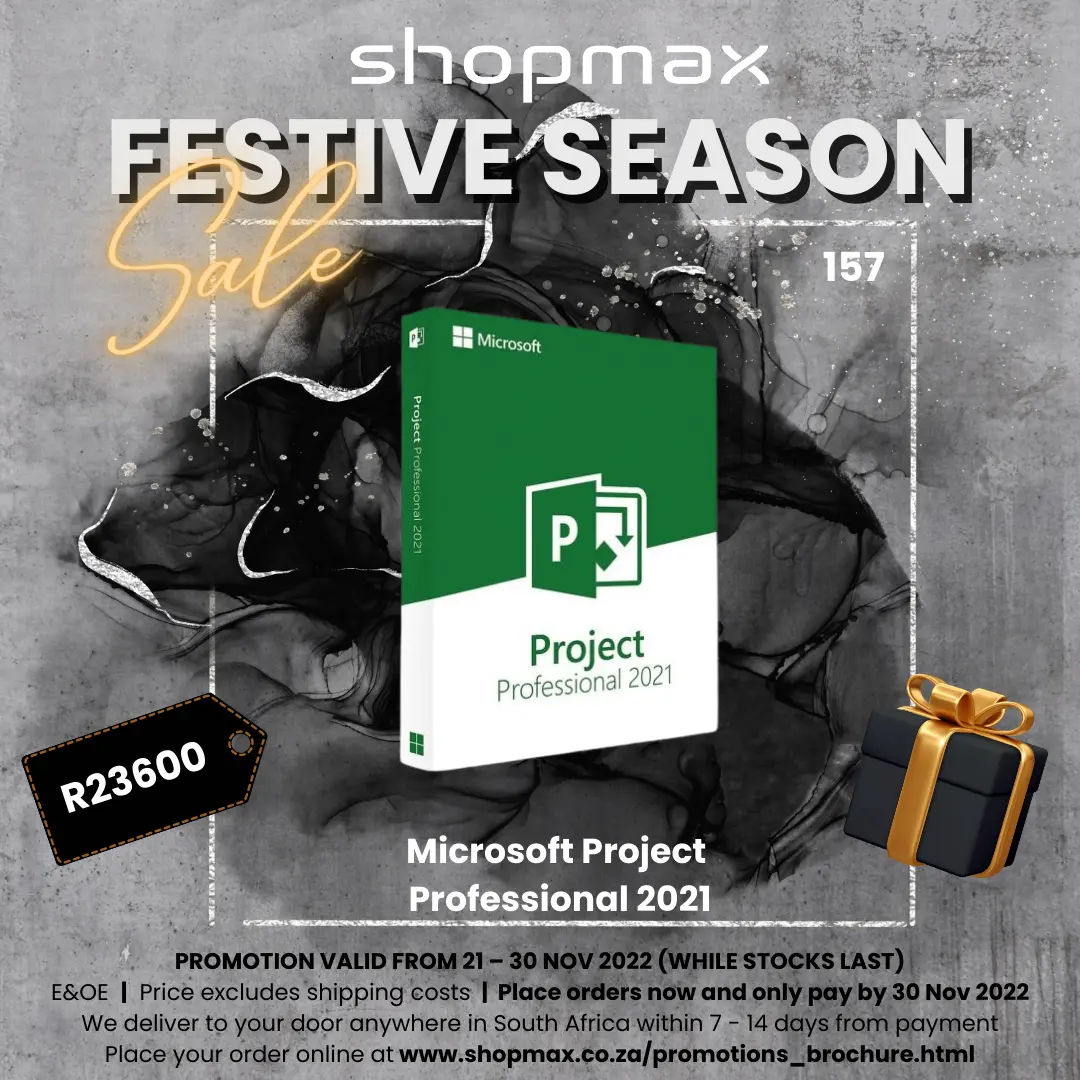 shopmax
FESTIVE SEASON
Sale
157
Microsoft
Project Professional 2021
P
Project
Professional 2021
R23600
Microsoft Project
Professional 2021
PROMOTION VALID FROM 21 – 30 NOV 2022 (WHILE STOCKS LAST)
E&OE | Price excludes shipping costs | Place orders now and only pay by 30 Nov 2022
We deliver to your door anywhere in South Africa within 7 - 14 days from payment
Place your order online at www.shopmax.co.za/promotions_brochure.html